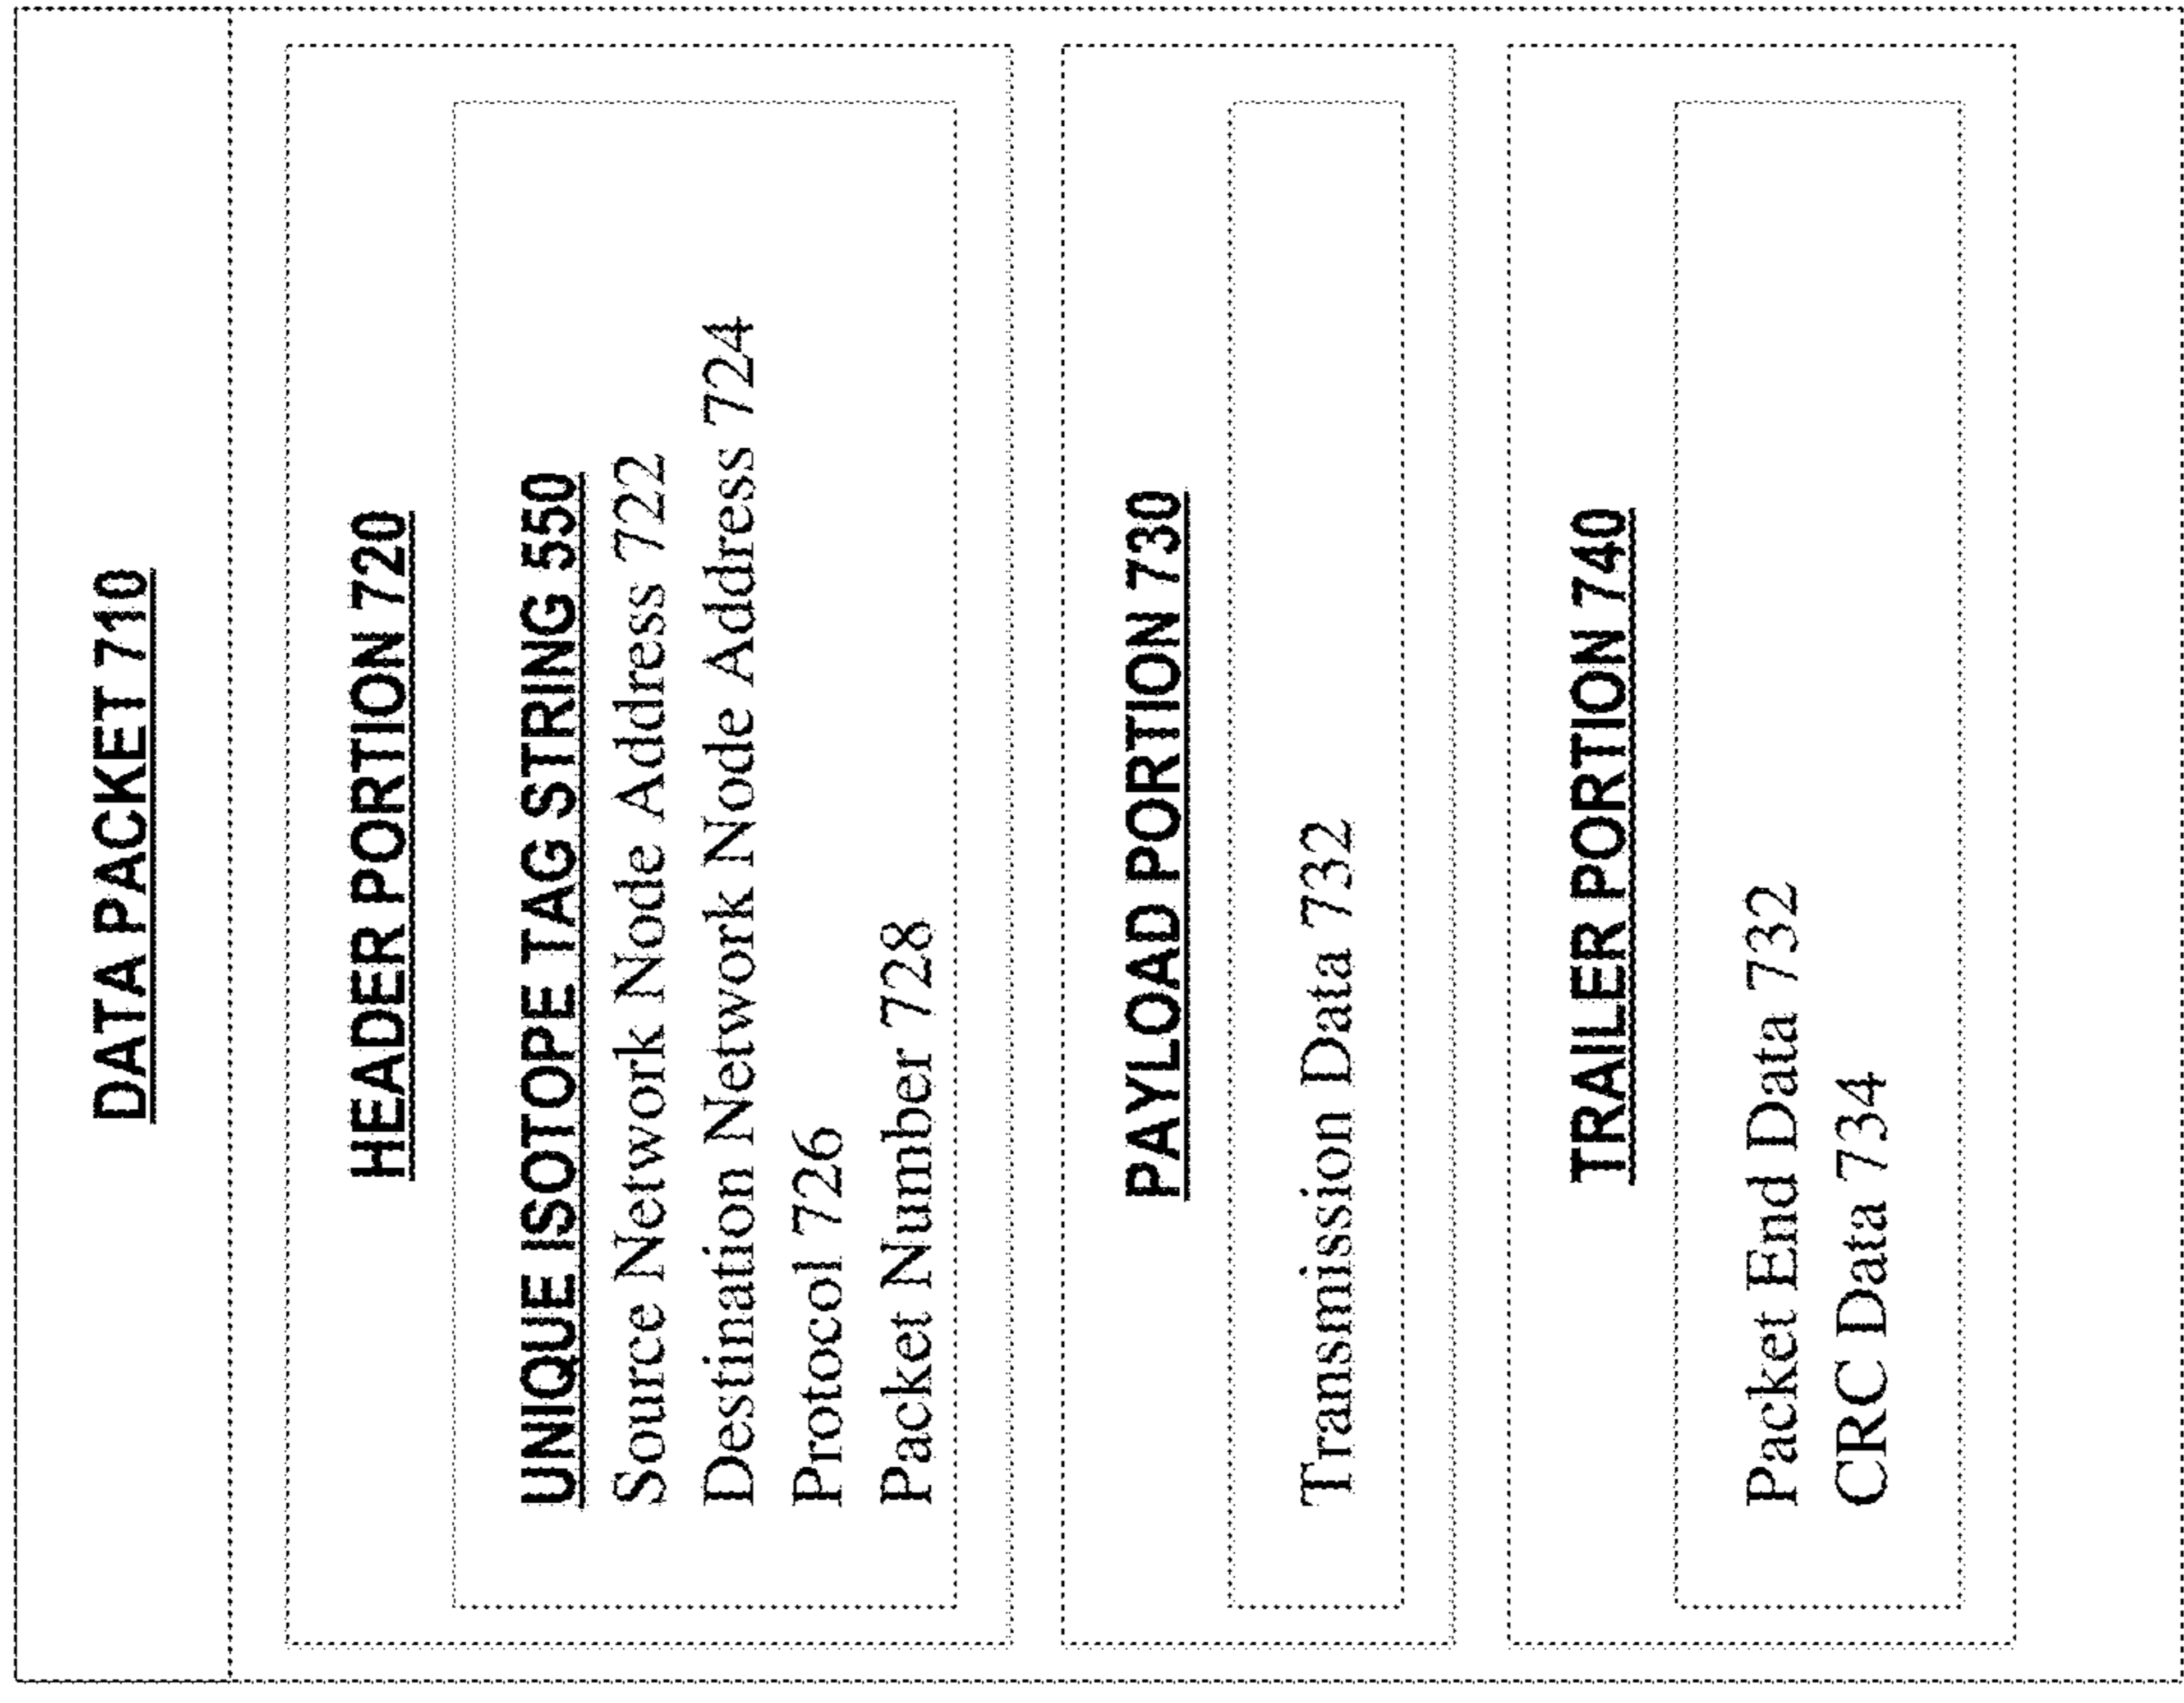 DATA PACKET 710
HEADER PORTION 720
UNIQUE ISOTOPE TAG STRING 550
Source Network Node Address 722
Destination Network Node Address 724
Protocol 726
Packet Number 728
PAYLOAD PORTION 730
Transmission Data 732
TRAILER PORTION 740
Packet End Data 732
CRC Data 734